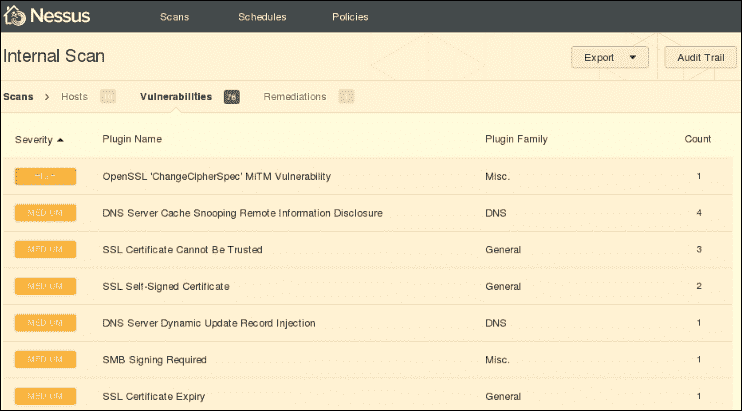 Nessus Scans Schedules Policies
Internal Scan Export Audit Trail
Scans Hosts Vulnerabilities 76 Remediations
Severity Plugin Name Plugin Family Count
HIGH OpenSSL 'ChangeCipherSpec' MiTM Vulnerability Misc. 1
MEDIUM DNS Server Cache Snooping Remote Information Disclosure DNS 4
MEDIUM SSL Certificate Cannot Be Trusted General 3
MEDIUM SSL Self-Signed Certificate General 2
MEDIUM DNS Server Dynamic Update Record Injection DNS 1
MEDIUM SMB Signing Required Misc. 1
MEDIUM SSL Certificate Expiry General 1